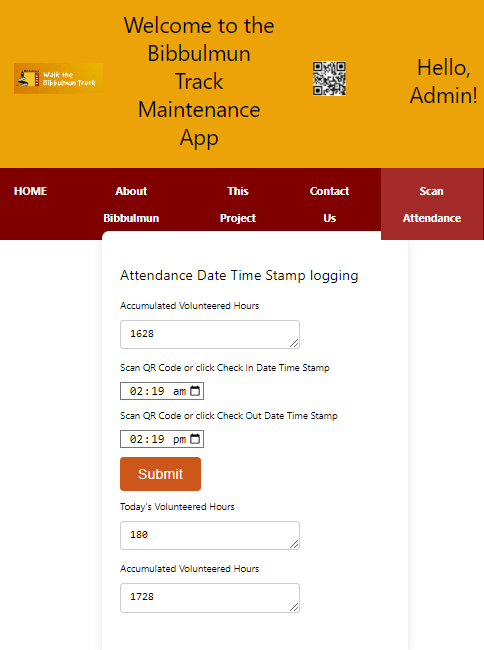 Walk the
Bibbulmun Track
Welcome to the
Bibbulmun
Track
Maintenance
App
Hello,
Admin!
HOME
About
Bibbulmun
This
Project
Contact
Us
Scan
Attendance
Attendance Date Time Stamp logging
Accumulated Volunteered Hours
1628
Scan QR Code or click Check In Date Time Stamp
02:19 am
Scan QR Code or click Check Out Date Time Stamp
02:19 pm
Submit
Today's Volunteered Hours
180
Accumulated Volunteered Hours
1728